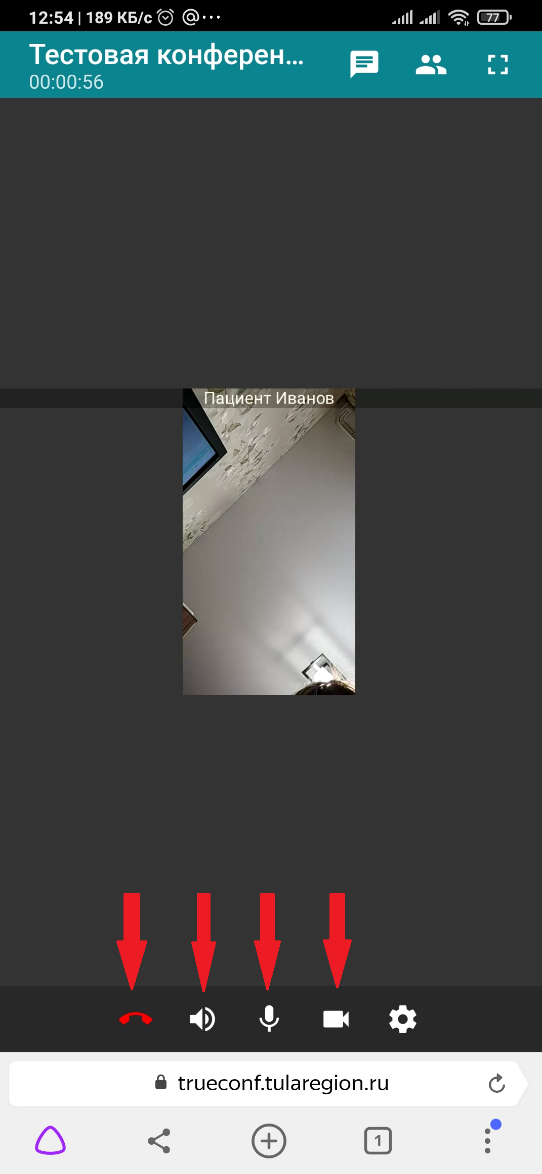 12:54 | 189 КБ/с @... 77
Тестовая конферен...
00:00:56
Пациент Иванов
trueconf.tularegion.ru
1